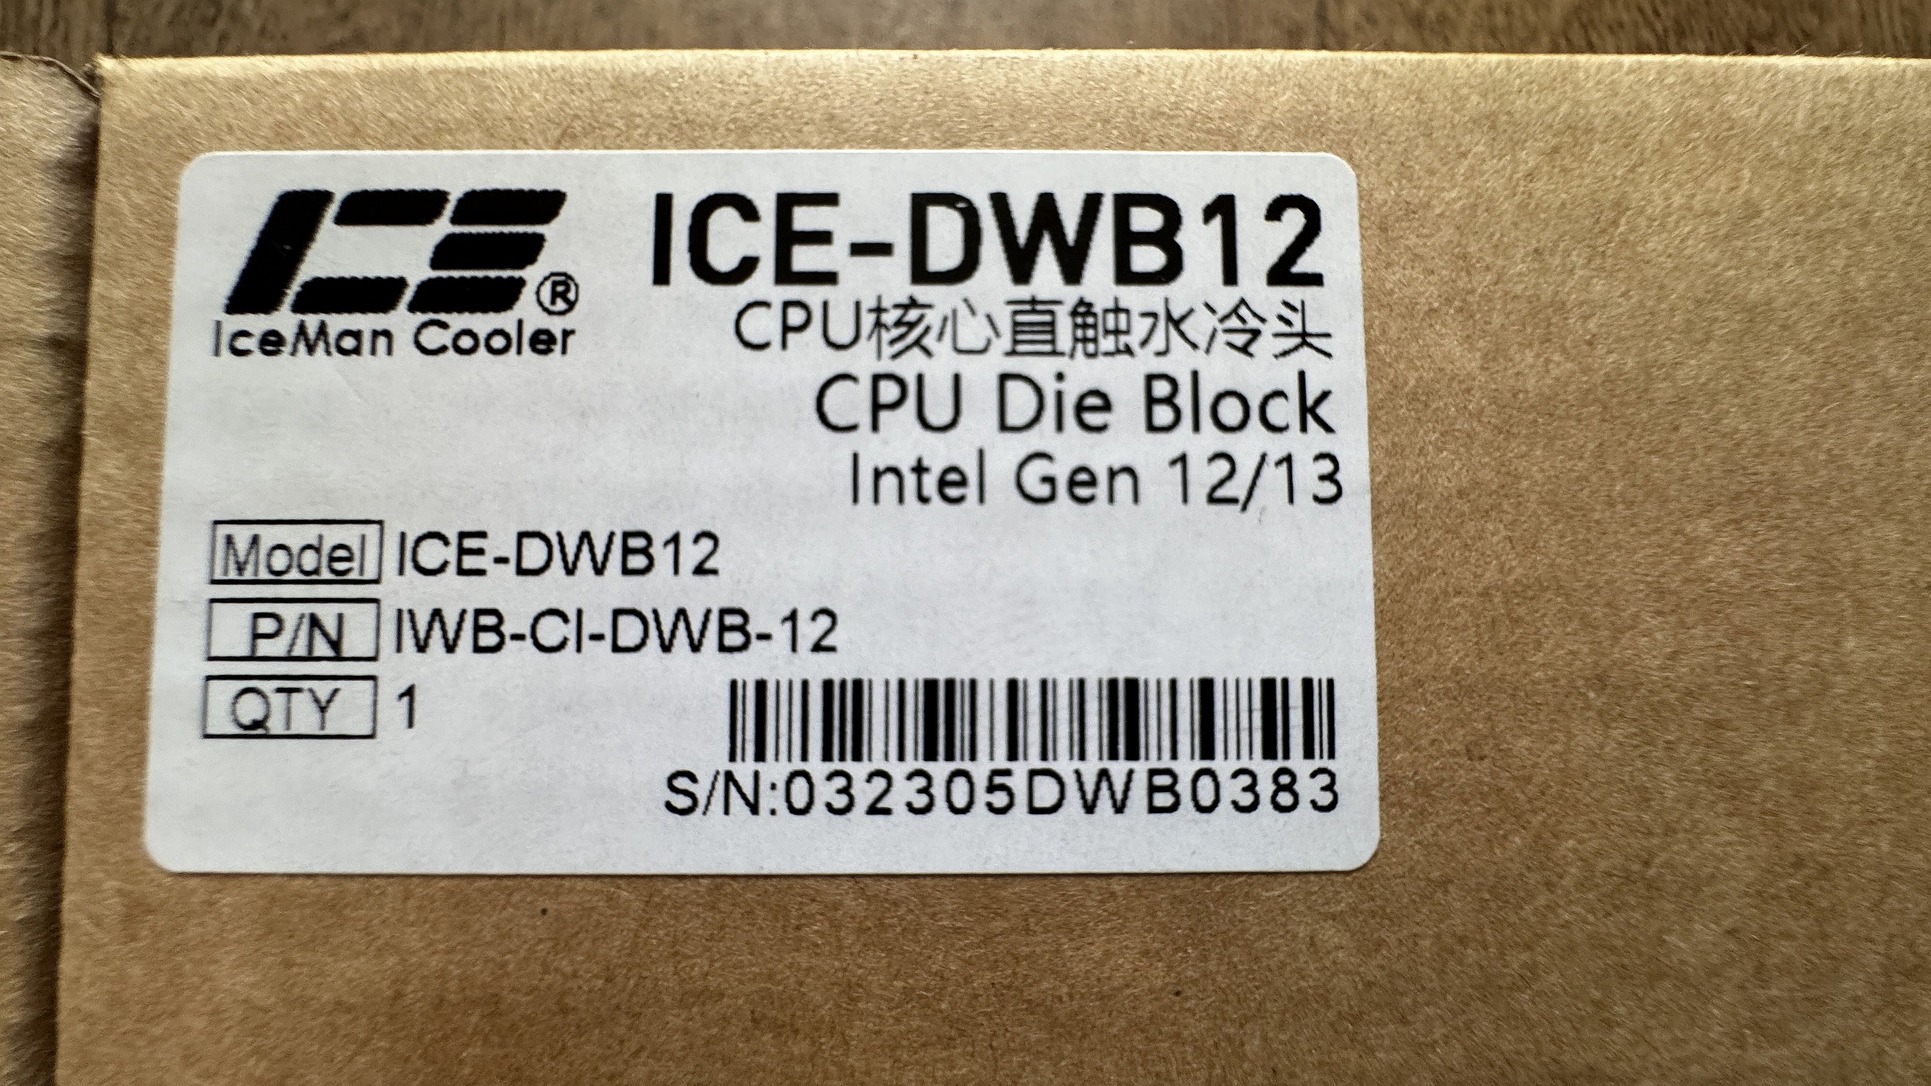 ICE®
IceMan Cooler
ICE-DWB12
CPU核心直触水冷头
CPU Die Block
Intel Gen 12/13
Model ICE-DWB12
P/N IWB-CI-DWB-12
QTY 1
S/N:032305DWB0383